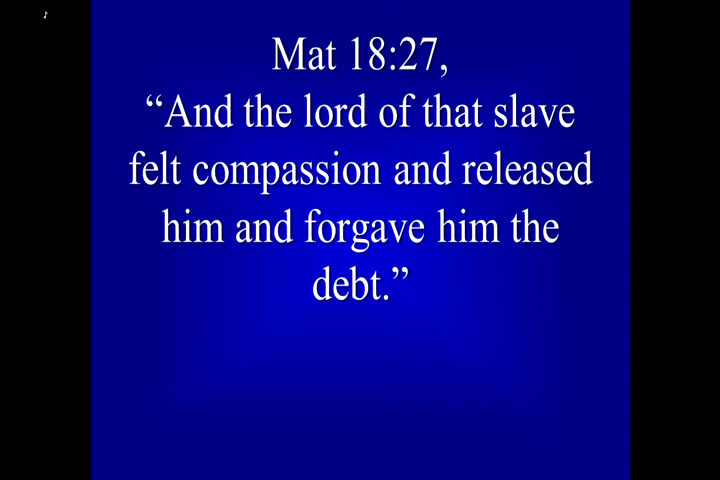 Mat 18:27,
“And the lord of that slave
felt compassion and released
him and forgave him the
debt.”